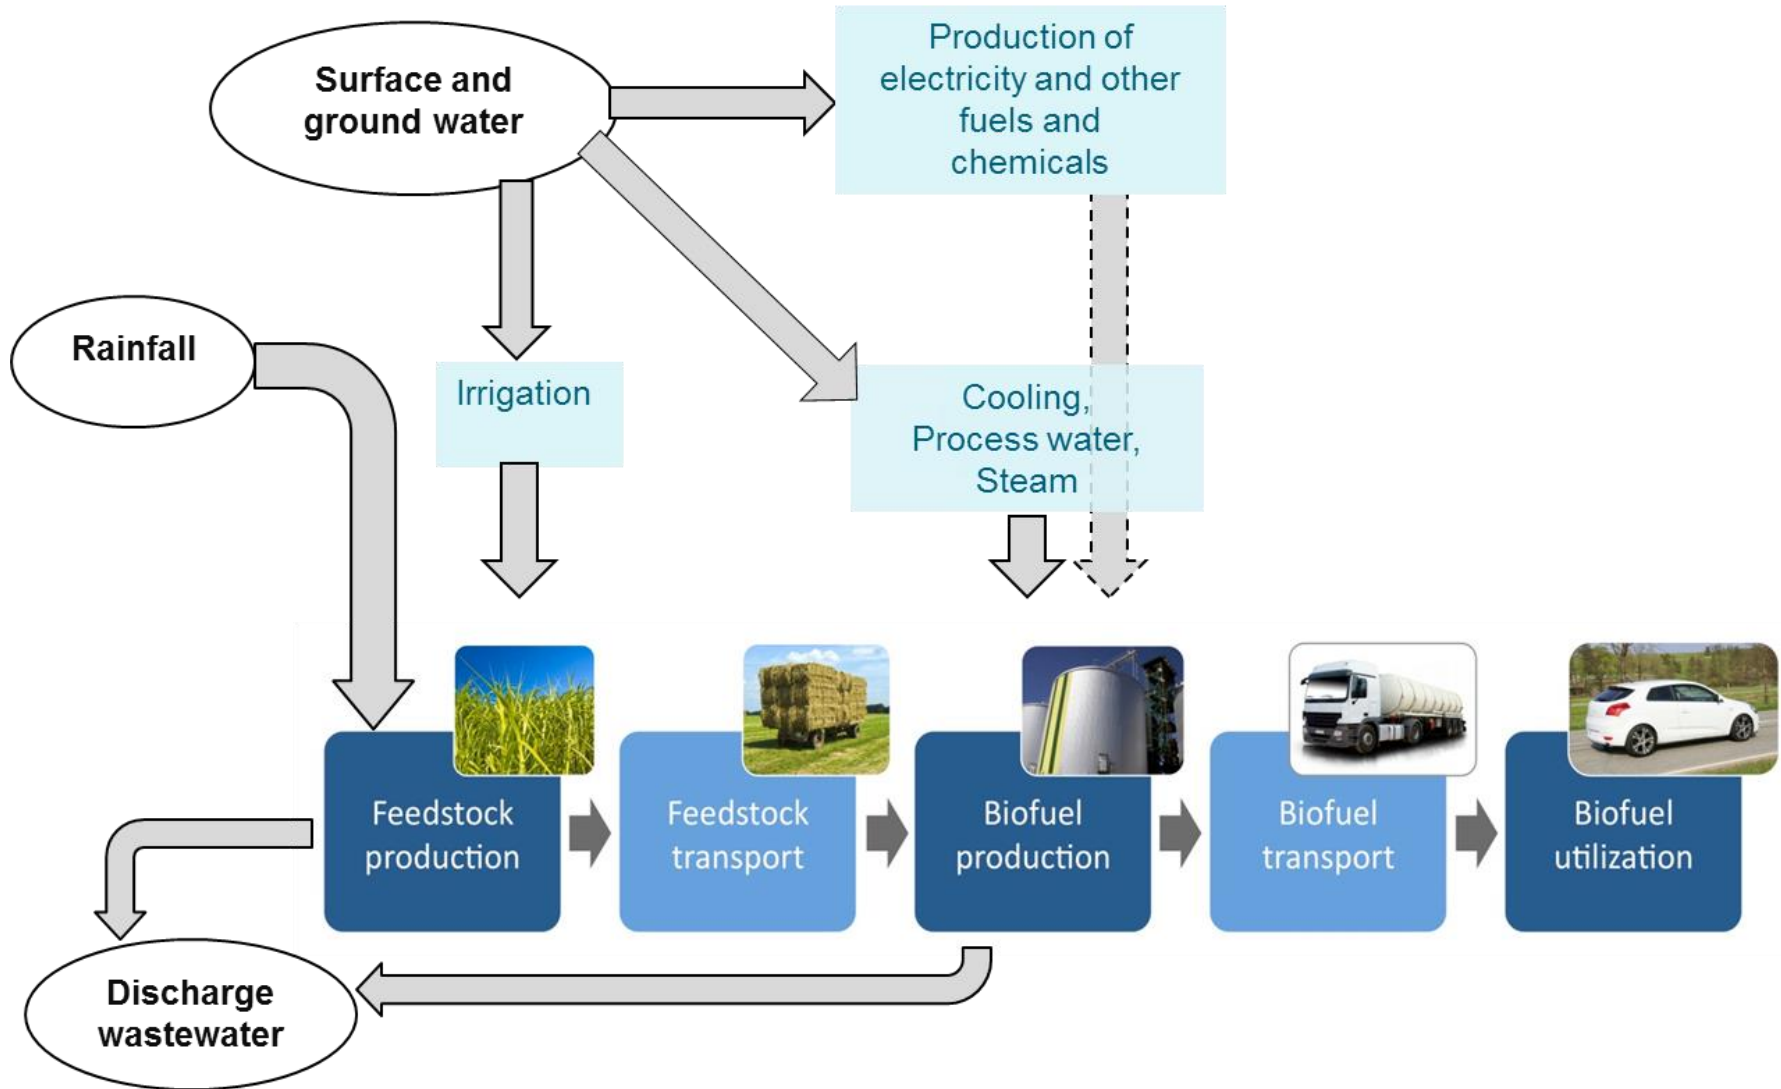 Surface and
ground water
Production of
electricity and other
fuels and
chemicals
Rainfall
Irrigation
Cooling,
Process water,
Steam
Feedstock
production
Feedstock
transport
Biofuel
production
Biofuel
transport
Biofuel
utilization
Discharge
wastewater